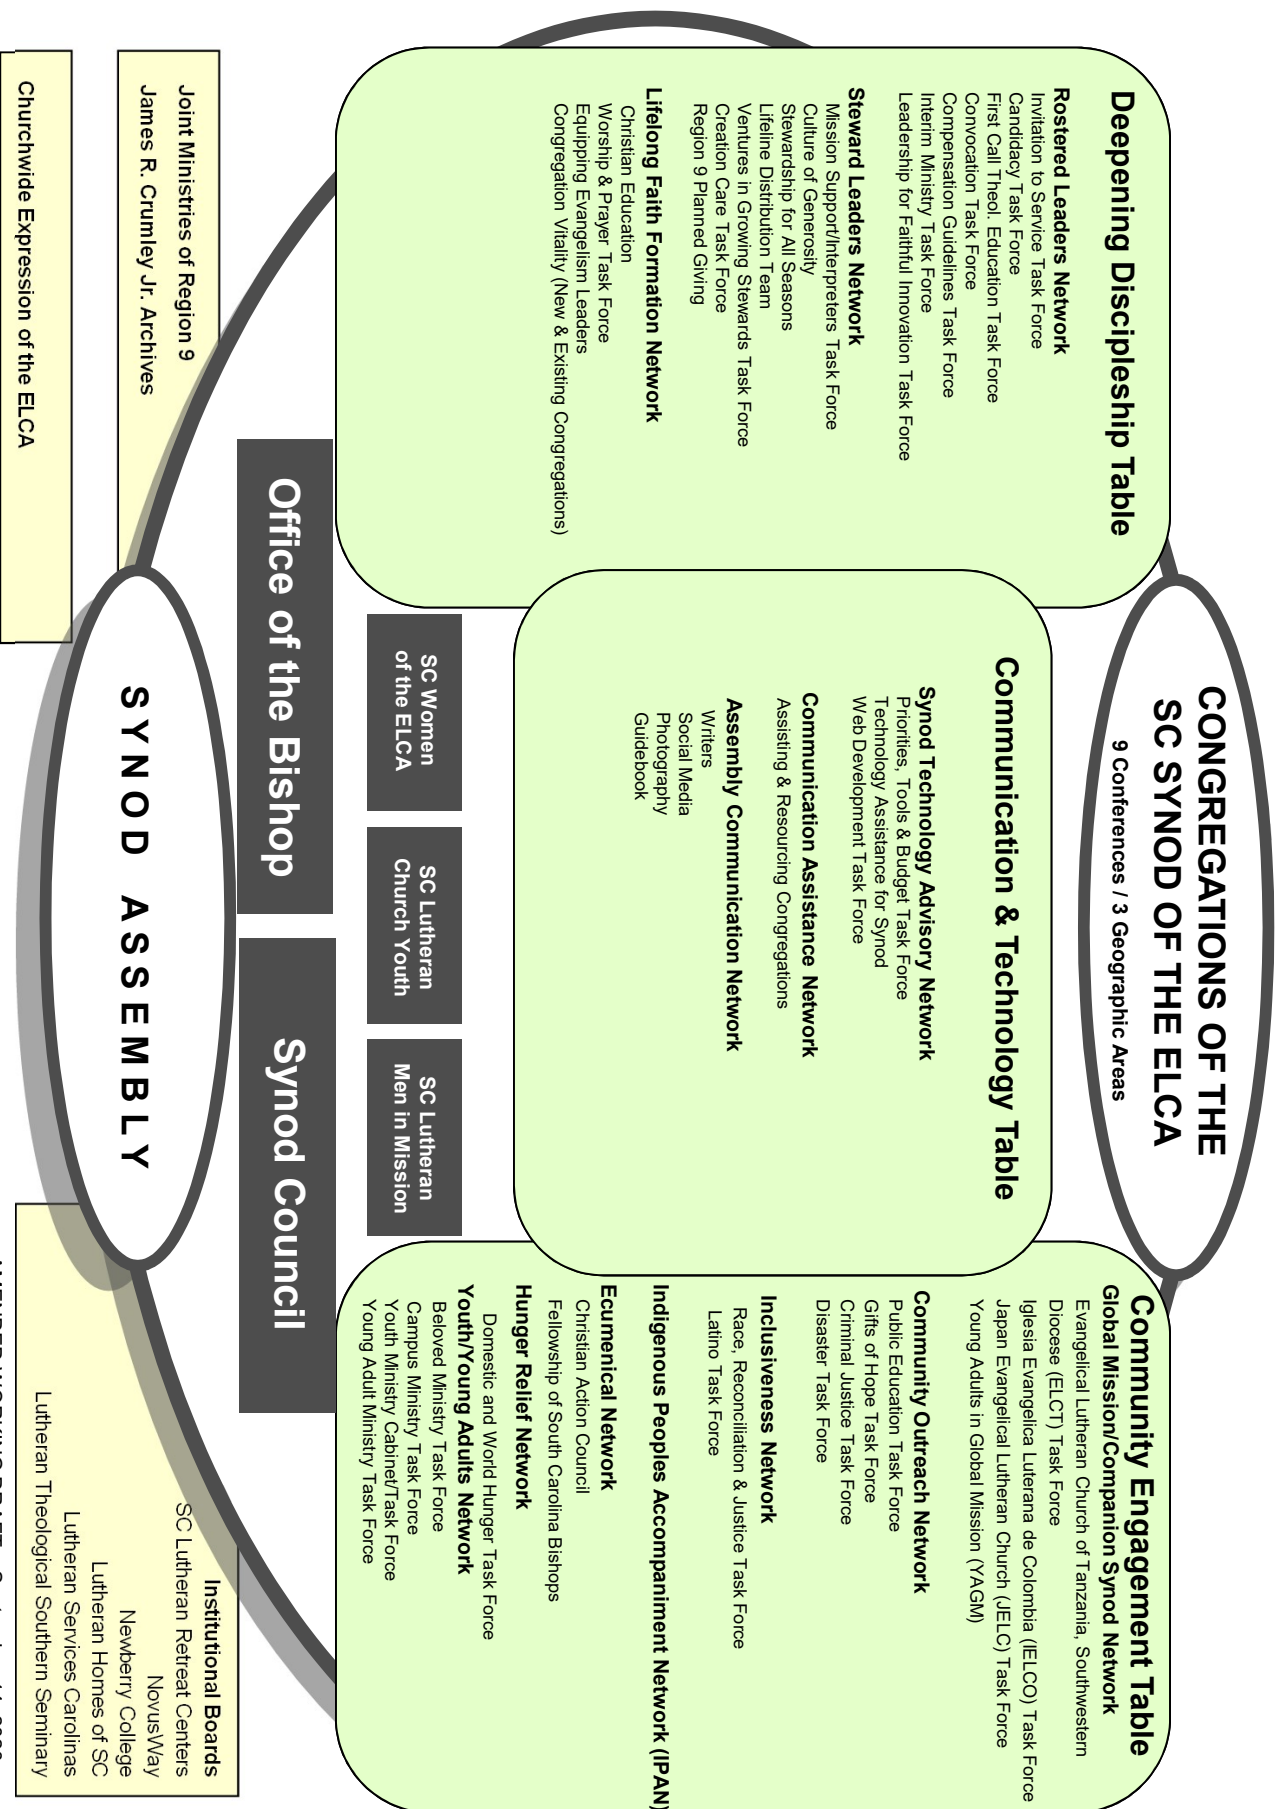 CONGREGATIONS OF THE
SC SYNOD OF THE ELCA
9 Conferences / 3 Geographic Areas
Deepening Discipleship Table
Rostered Leaders Network
Invitation to Service Task Force
Candidacy Task Force
First Call Theol. Education Task Force
Convocation Task Force
Compensation Guidelines Task Force
Interim Ministry Task Force
Leadership for Faithful Innovation Task Force
Steward Leaders Network
Mission Support/Interpreters Task Force
Culture of Generosity
Stewardship for All Seasons
Lifeline Distribution Team
Ventures in Growing Stewards Task Force
Creation Care Task Force
Region 9 Planned Giving
Lifelong Faith Formation Network
Christian Education
Worship & Prayer Task Force
Equipping Evangelism Leaders
Congregation Vitality (New & Existing Congregations)
Communication & Technology Table
Synod Technology Advisory Network
Priorities, Tools & Budget Task Force
Technology Assistance for Synod
Web Development Task Force
Communication Assistance Network
Assisting & Resourcing Congregations
Assembly Communication Network
Writers
Social Media
Photography
Guidebook
Community Engagement Table
Global Mission/Companion Synod Network
Evangelical Lutheran Church of Tanzania, Southwestern
Diocese (ELCT) Task Force
Iglesia Evangelica Luterana de Colombia (IELCO) Task Force
Japan Evangelical Lutheran Church (JELC) Task Force
Young Adults in Global Mission (YAGM)
Community Outreach Network
Public Education Task Force
Gifts of Hope Task Force
Criminal Justice Task Force
Disaster Task Force
Inclusiveness Network
Race, Reconciliation & Justice Task Force
Latino Task Force
Indigenous Peoples Accompaniment Network (IPAN)
Ecumenical Network
Christian Action Council
Fellowship of South Carolina Bishops
Hunger Relief Network
Domestic and World Hunger Task Force
Youth/Young Adults Network
Beloved Ministry Task Force
Campus Ministry Task Force
Youth Ministry Cabinet/Task Force
Young Adult Ministry Task Force
SC Women
of the ELCA
SC Lutheran
Church Youth
SC Lutheran
Men in Mission
Office of the Bishop
Synod Council
SYNOD ASSEMBLY
Joint Ministries of Region 9
James R. Crumley Jr. Archives
Churchwide Expression of the ELCA
Institutional Boards
SC Lutheran Retreat Centers
NovusWay
Newberry College
Lutheran Homes of SC
Lutheran Services Carolinas
Lutheran Theological Southern Seminary